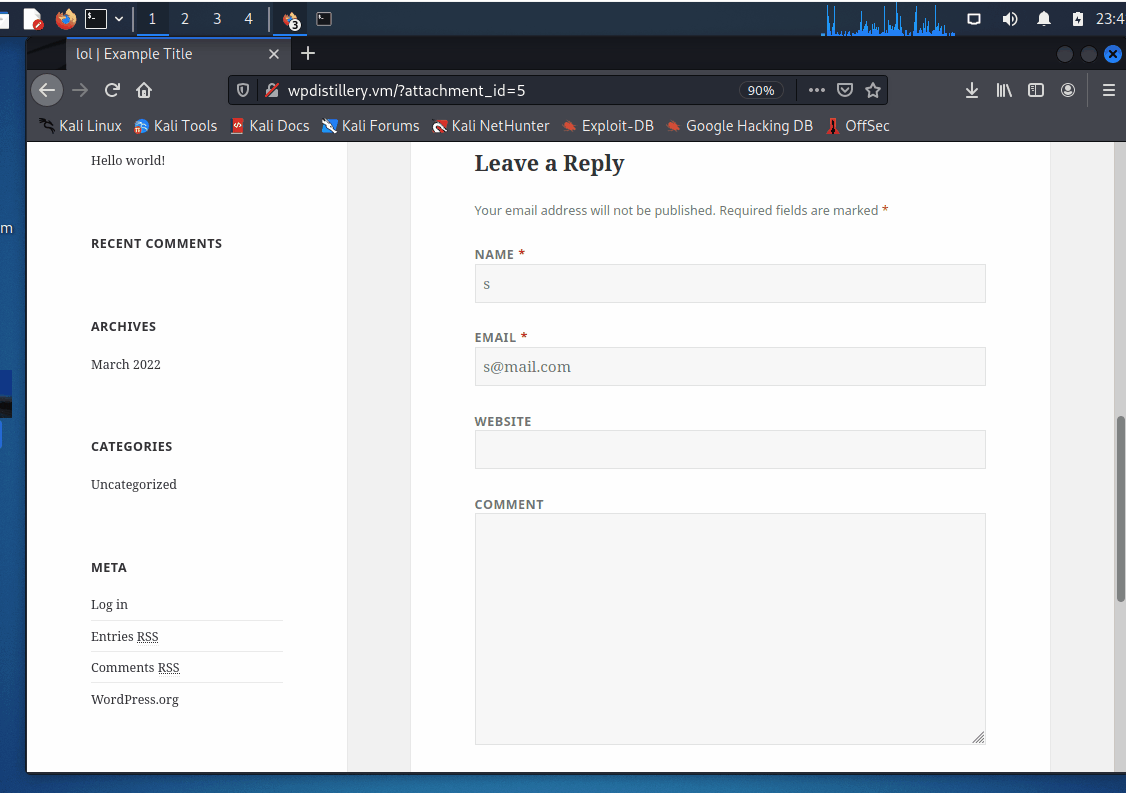 1 2 3 4 3 23:4
lol | Example Title
wpdistillery.vm/?attachment_id=5 90%
Kali Linux Kali Tools Kali Docs Kali Forums Kali NetHunter Exploit-DB Google Hacking DB OffSec
m
Hello world!
RECENT COMMENTS
ARCHIVES
March 2022
CATEGORIES
Uncategorized
META
Log in
Entries RSS
Comments RSS
WordPress.org
Leave a Reply
Your email address will not be published. Required fields are marked *
NAME *
s
EMAIL *
s@mail.com
WEBSITE
COMMENT